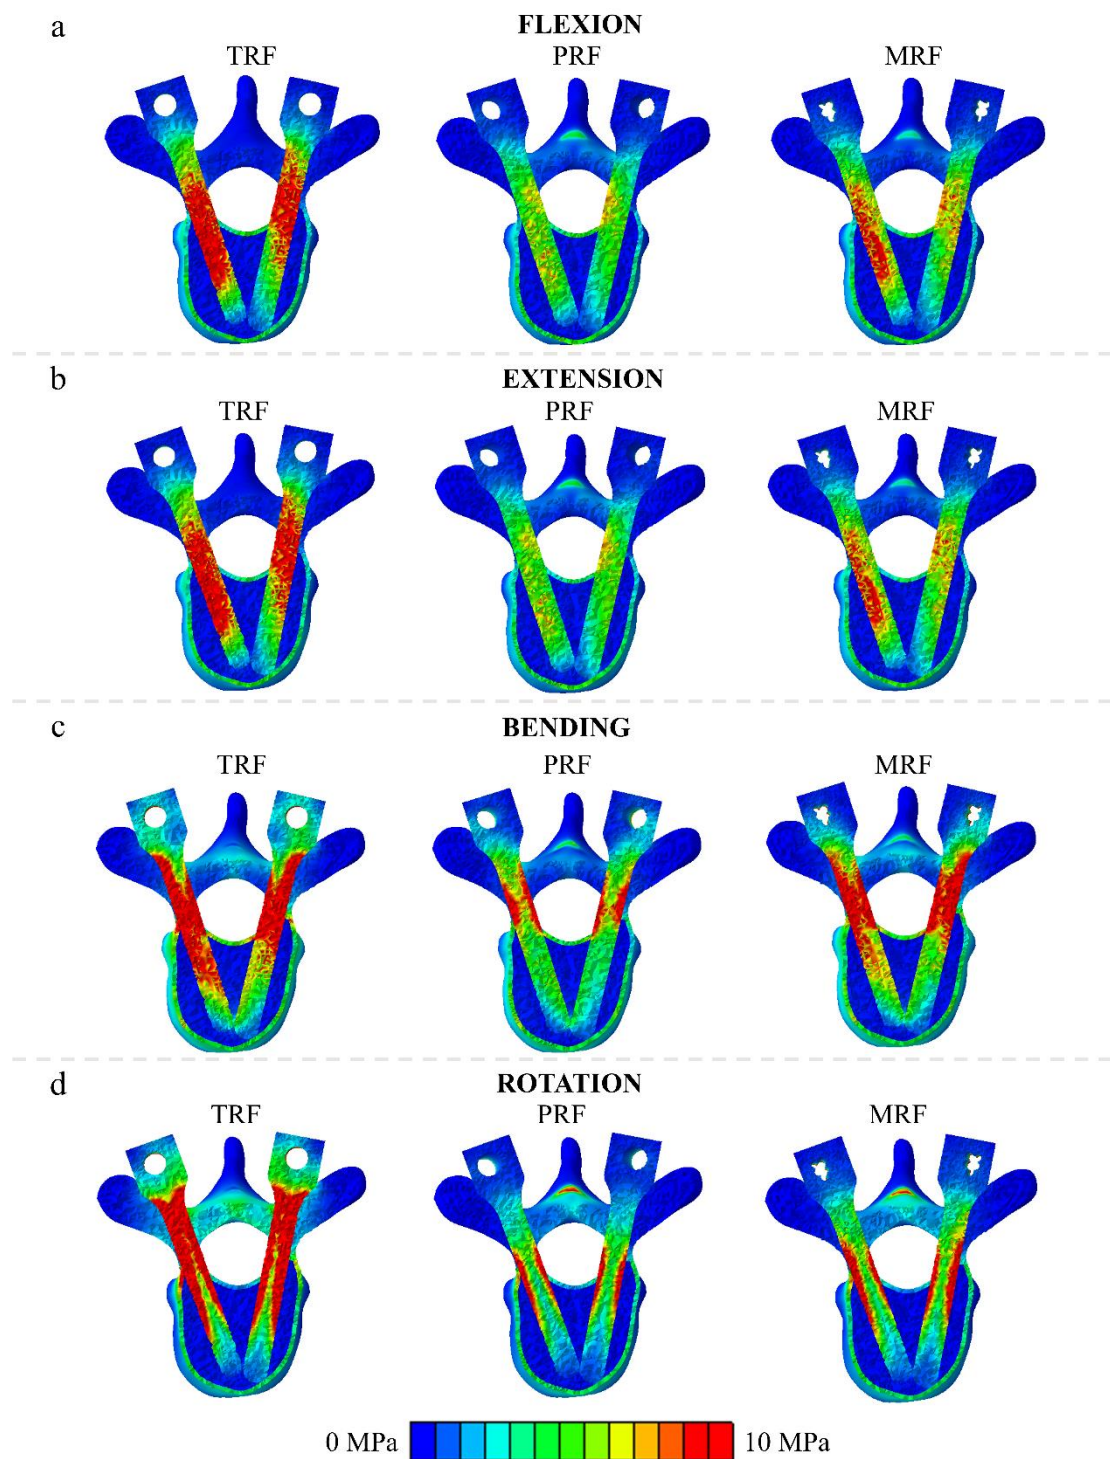 a
FLEXION
TRF PRF MRF
b
EXTENSION
TRF PRF MRF
c
BENDING
TRF PRF MRF
d
ROTATION
TRF PRF MRF
0 MPa 10 MPa